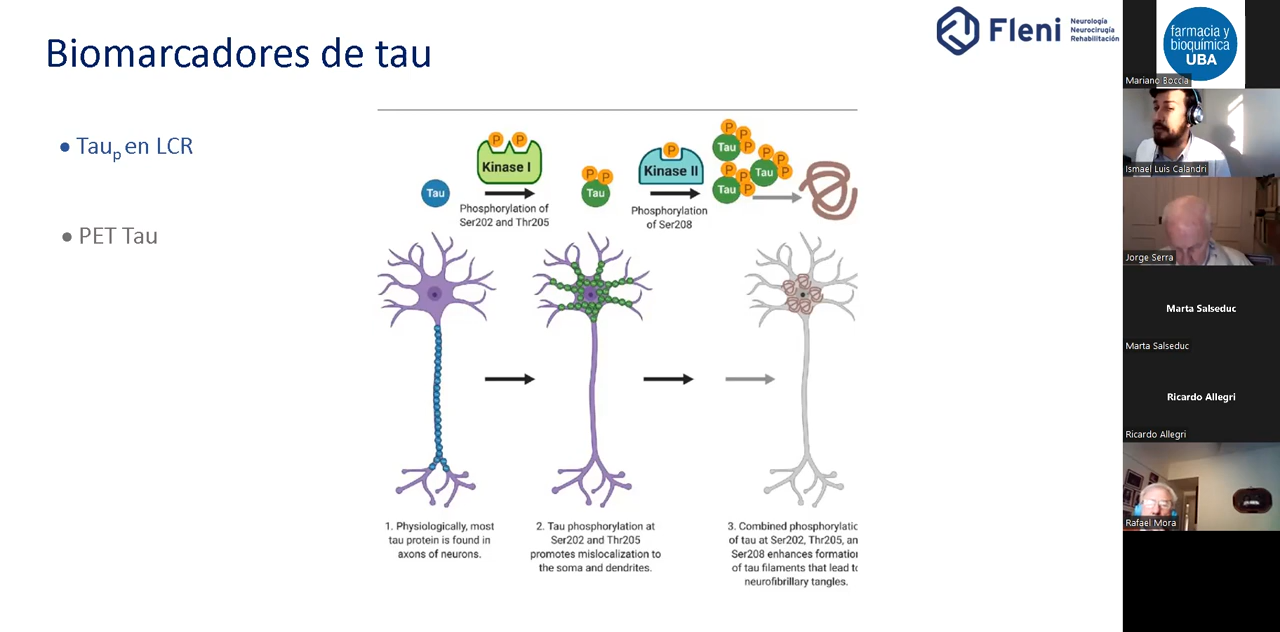 Biomarcadores de tau
Fleni
Neurología
Neurocirugía
Rehabilitación
• Tau_p en LCR
• PET Tau
P P
Kinase I
Tau
Phosphorylation of
Ser202 and Thr205
P P
Tau
P
Kinase II
Phosphorylation
of Ser208
P P P
Tau
P P P
Tau
P P P
Tau
1. Physiologically, most
tau protein is found in
axons of neurons.
2. Tau phosphorylation at
Ser202 and Thr205
promotes mislocalization to
the soma and dendrites.
3. Combined phosphorylatic
of tau at Ser202, Thr205, an
Ser208 enhances formation
of tau filaments that lead to
neurofibrillary tangles.
farmacia y
bioquímica
UBA
Mariano Boccia
Ismael Luis Calandri
Jorge Serra
Marta Salseduc
Marta Salseduc
Ricardo Allegri
Ricardo Allegri
Rafael Mora